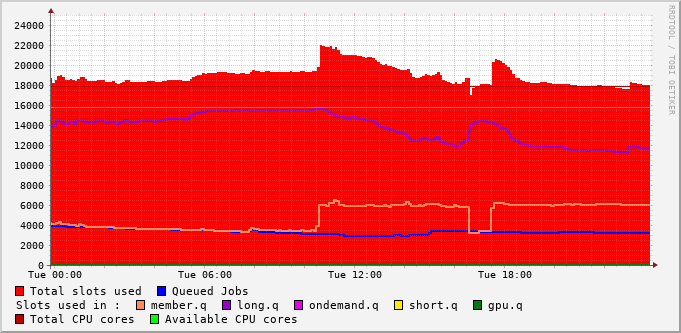 24000
22000
20000
18000
16000
14000
12000
10000
8000
6000
4000
2000
0
Tue 00:00 Tue 06:00 Tue 12:00 Tue 18:00
RRDTOOL / TOBI OETIKER
Total slots used Queued Jobs
Slots used in : member.q long.q ondemand.q short.q gpu.q
Total CPU cores Available CPU cores